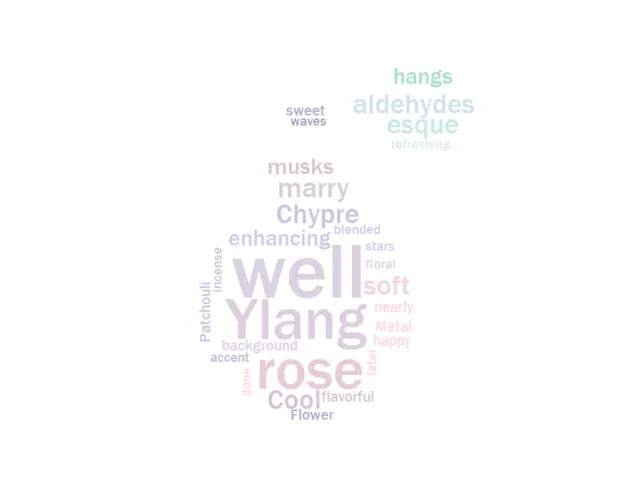 hangs
aldehydes
esque
refreshing
sweet
waves
musks
marry
Chypre
blended
enhancing
stars
incense
well
floral
soft
Patchouli
Ylang
nearly
Metal
happy
background
accent
later
done
rose
Cool
flavorful
Flower